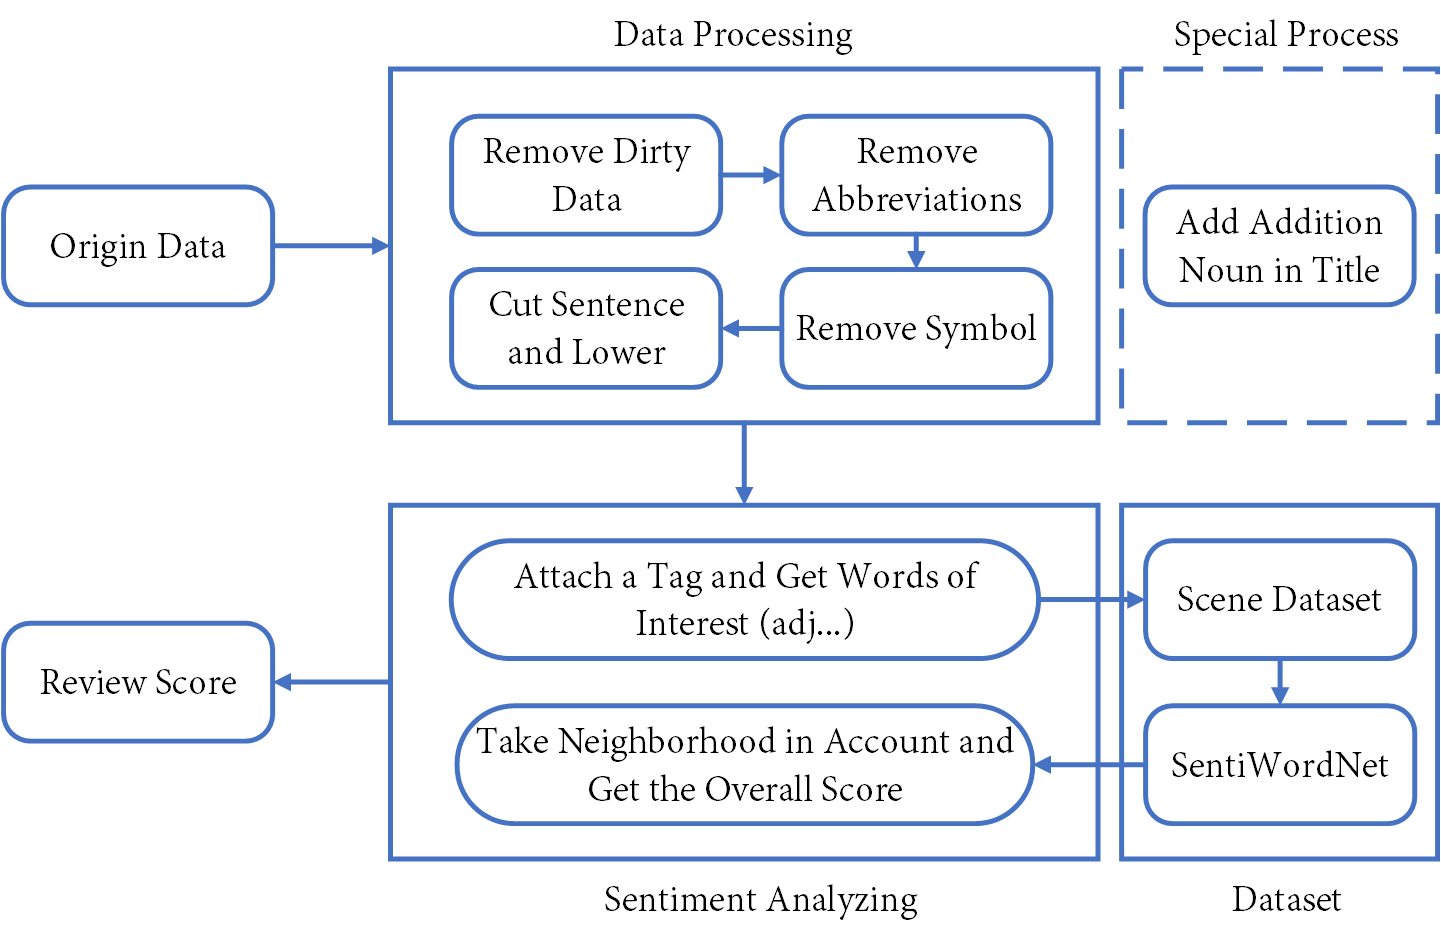 Data Processing
Special Process
Remove Dirty
Data
Remove
Abbreviations
Origin Data
Add Addition
Noun in Title
Cut Sentence
and Lower
Remove Symbol
Attach a Tag and Get Words of
Interest (adj...)
Scene Dataset
Review Score
Take Neighborhood in Account and
Get the Overall Score
SentiWordNet
Sentiment Analyzing
Dataset